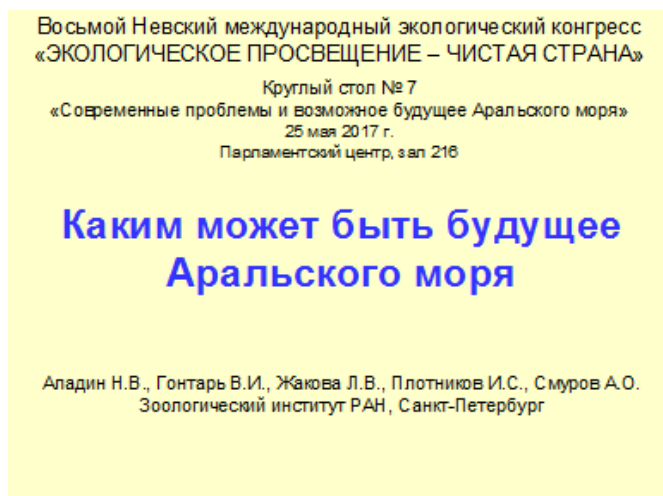 Восьмой Невский международный экологический конгресс
«ЭКОЛОГИЧЕСКОЕ ПРОСВЕЩЕНИЕ – ЧИСТАЯ СТРАНА»
Круглый стол № 7
«Современные проблемы и возможное будущее Аральского моря»
25 мая 2017 г.
Парламентский центр, зал 216
Каким может быть будущее
Аральского моря
Аладин Н.В., Гонтарь В.И., Жакова Л.В., Плотников И.С., Смуров А.О.
Зоологический институт РАН, Санкт-Петербург